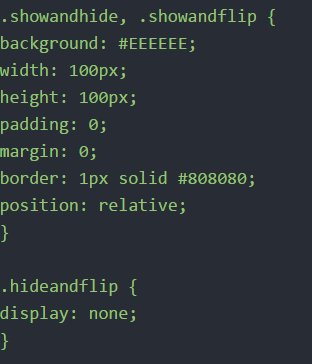 .showandhide, .showandflip {
background: #EEEEEE;
width: 100px;
height: 100px;
padding: 0;
margin: 0;
border: 1px solid #808080;
position: relative;
}

.hideandflip {
display: none;
}